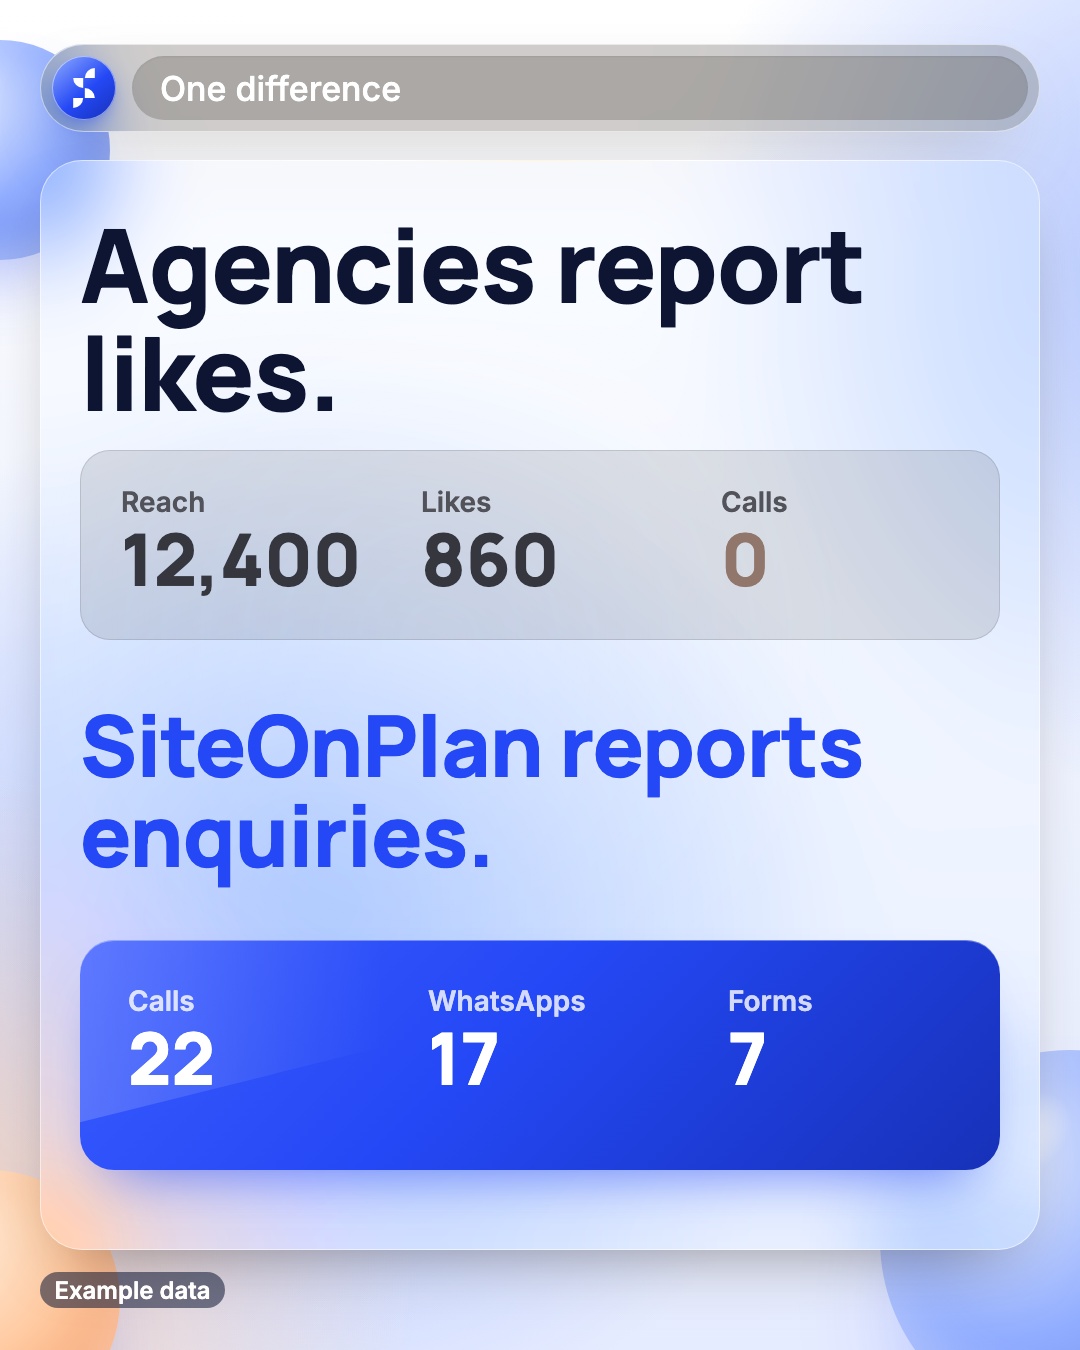 One difference
Agencies report
likes.
Reach Likes Calls
12,400 860 0
SiteOnPlan reports
enquiries.
Calls WhatsApps Forms
22 17 7
Example data